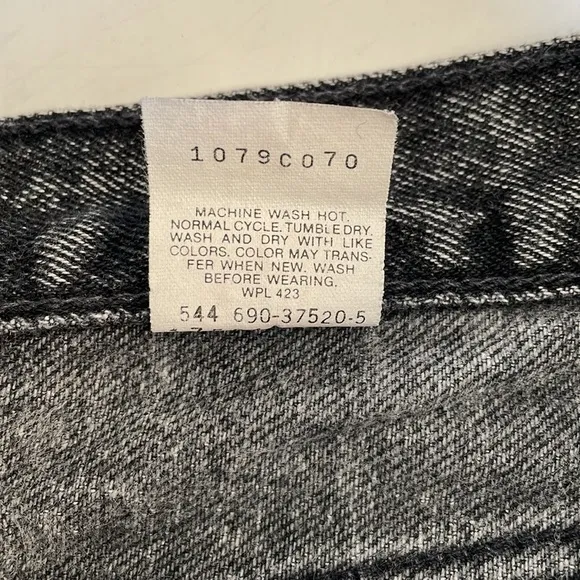 1079C070
MACHINE WASH HOT.
NORMAL CYCLE. TUMBLE DRY.
WASH AND DRY WITH LIKE
COLORS. COLOR MAY TRANS-
FER WHEN NEW. WASH
BEFORE WEARING.
WPL 423
544 690-37520-5